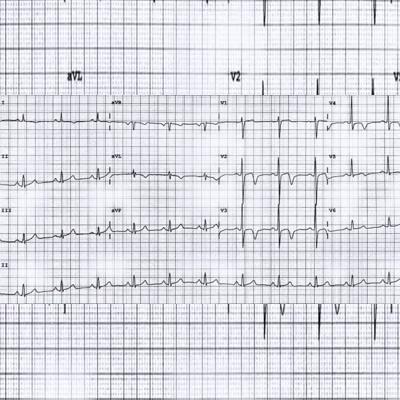 aVL V2
I aVR V1 V4
II aVL V2 V5
III aVF V3 V6
II